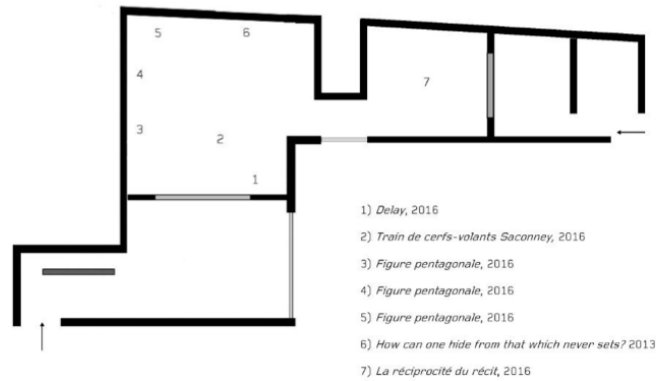 5
6
4
7
3
2
1
1) Delay, 2016
2) Train de cerfs-volants Saconney, 2016
3) Figure pentagonale, 2016
4) Figure pentagonale, 2016
5) Figure pentagonale, 2016
6) How can one hide from that which never sets? 2013
7) La réciprocité du récit, 2016